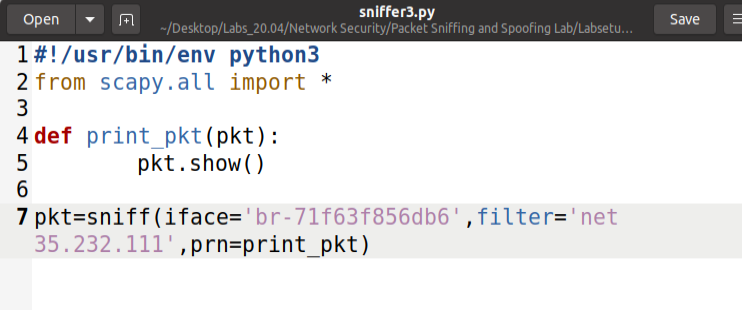 Open
sniffer3.py
~/Desktop/Labs_20.04/Network Security/Packet Sniffing and Spoofing Lab/Labsetu...
Save
1 #!/usr/bin/env python3
2 from scapy.all import *
3
4 def print_pkt(pkt):
5         pkt.show()
6
7 pkt=sniff(iface='br-71f63f856db6',filter='net
35.232.111',prn=print_pkt)